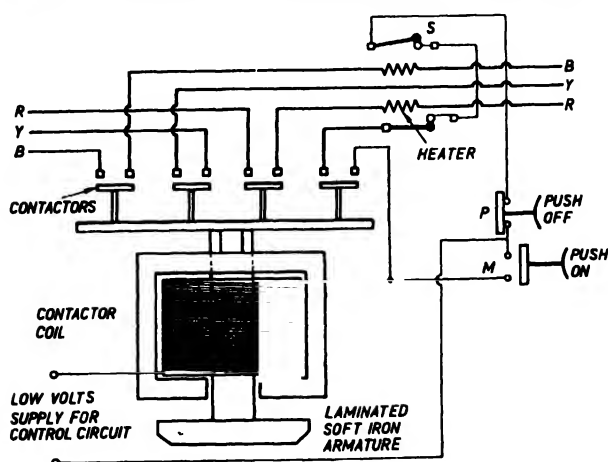 S
B
Y
R
R
Y
B
HEATER
CONTACTORS
P
PUSH
OFF
M
PUSH
ON
CONTACTOR
COIL
LOW VOLTS
SUPPLY FOR
CONTROL CIRCUIT
LAMINATED
SOFT IRON
ARMATURE